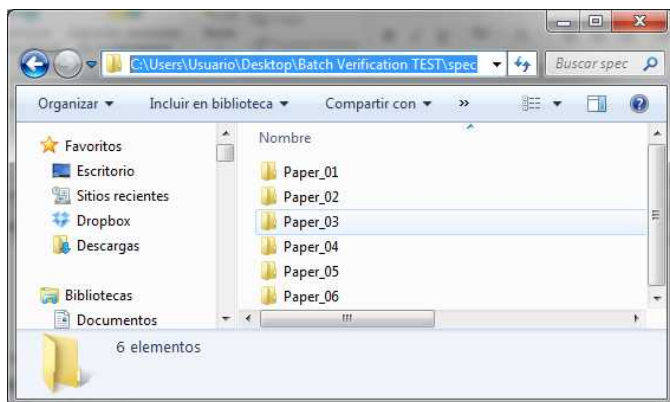 C:\Users\Usuario\Desktop\Batch Verification TEST\spec
Buscar spec
Organizar
Incluir en biblioteca
Compartir con
»
Favoritos
Escritorio
Sitios recientes
Dropbox
Descargas
Bibliotecas
Documentos
Nombre
Paper_01
Paper_02
Paper_03
Paper_04
Paper_05
Paper_06
6 elementos